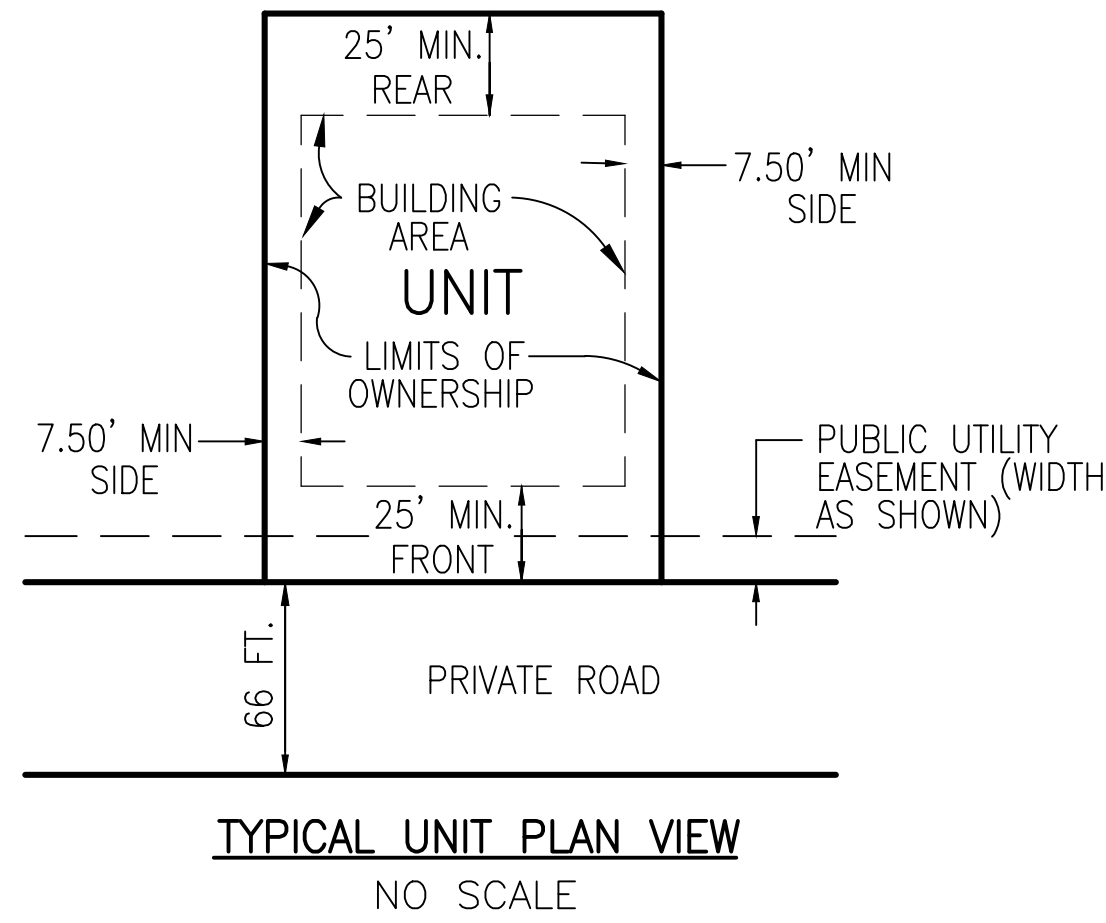 25' MIN.
REAR
7.50' MIN
SIDE
BUILDING
AREA
UNIT
LIMITS OF
OWNERSHIP
7.50' MIN
SIDE
PUBLIC UTILITY
EASEMENT (WIDTH
AS SHOWN)
25' MIN.
FRONT
66 FT.
PRIVATE ROAD
TYPICAL UNIT PLAN VIEW
NO SCALE